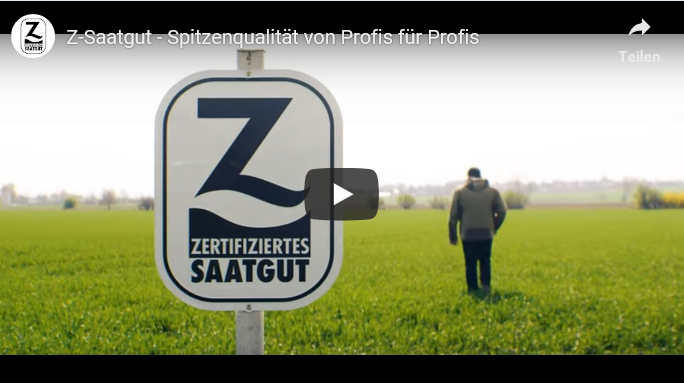 Z-Saatgut - Spitzenqualität von Profis für Profis
Teilen
Z
ZERTIFIZIERTES
SAATGUT